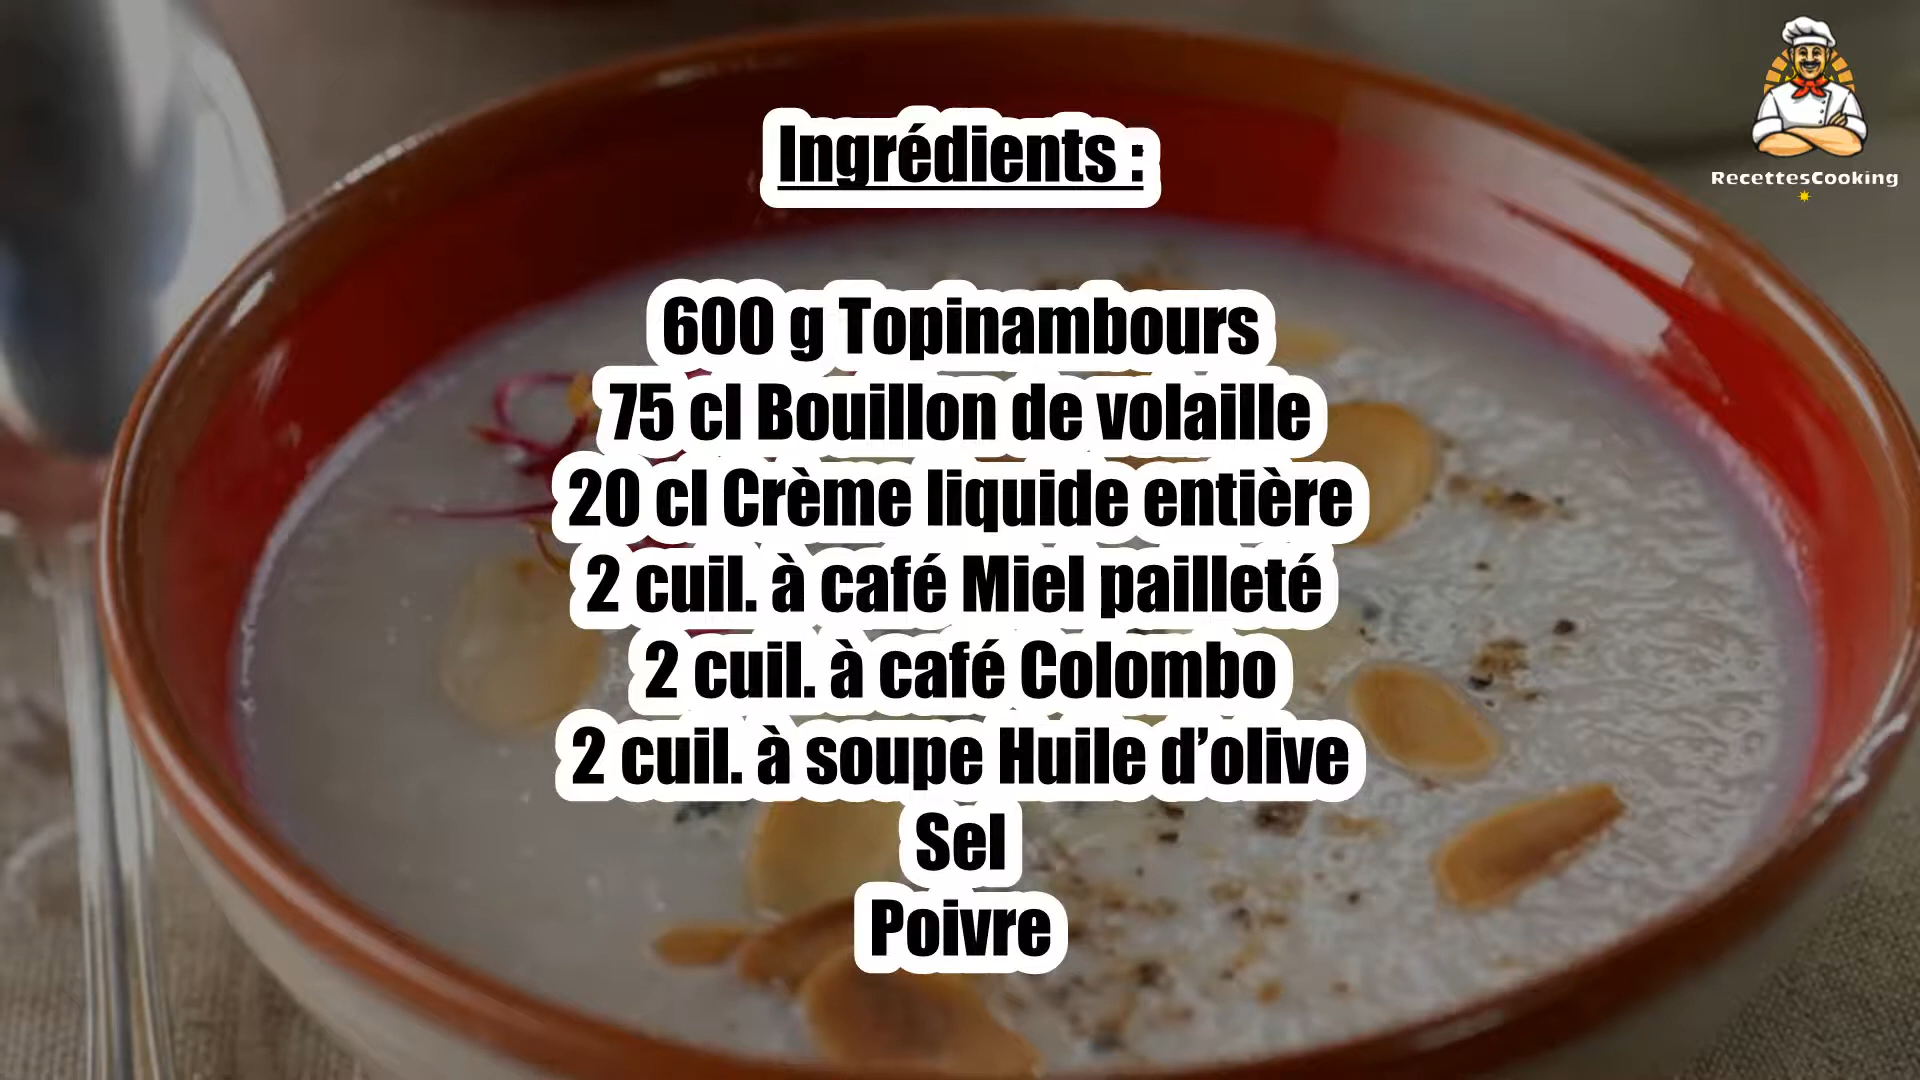 Ingrédients :
RecettesCooking
600 g Topinambours
75 cl Bouillon de volaille
20 cl Crème liquide entière
2 cuil. à café Miel pailleté
2 cuil. à café Colombo
2 cuil. à soupe Huile d’olive
Sel
Poivre